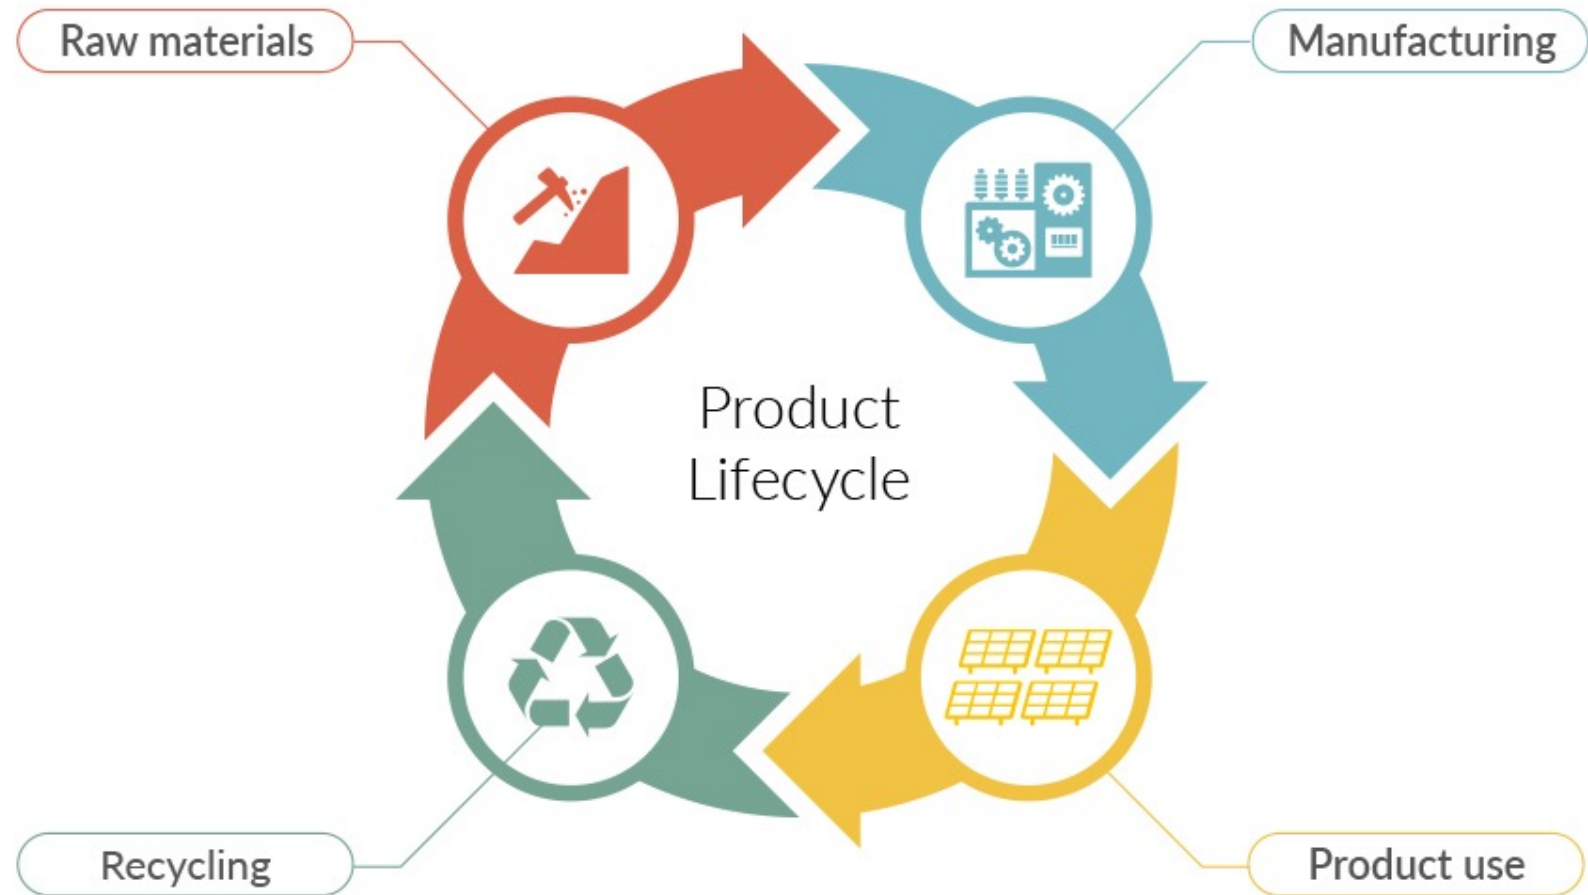 Raw materials
Manufacturing
Product
Lifecycle
Recycling
Product use